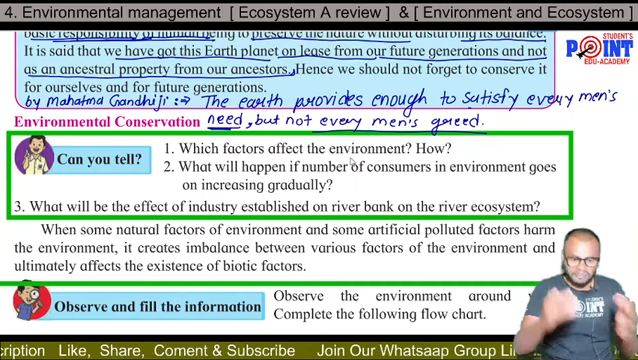 4. Environmental management [ Ecosystem A review ] & [ Environment and Ecosystem ]
STUDENT'S
POINT
EDU-ACADEMY
basic responsibility of human being to preserve the nature without disturbing its balance.
It is said that we have got this Earth planet on lease from our future generations and not
as an ancestral property from our ancestors. Hence we should not forget to conserve it
for ourselves and for future generations.
by Mahatma Gandhiji :-> The earth provides enough to satisfy every men's
Environmental Conservation need, but not every men's greed.
Can you tell?
1. Which factors affect the environment? How?
2. What will happen if number of consumers in environment goes
on increasing gradually?
3. What will be the effect of industry established on river bank on the river ecosystem?
When some natural factors of environment and some artificial polluted factors harm
the environment, it creates imbalance between various factors of the environment and
ultimately affects the existence of biotic factors.
Observe and fill the information
Observe the environment around
Complete the following flow chart.
POINT
cription Like, Share, Coment & Subscribe Join Our Whatsaap Group Lin